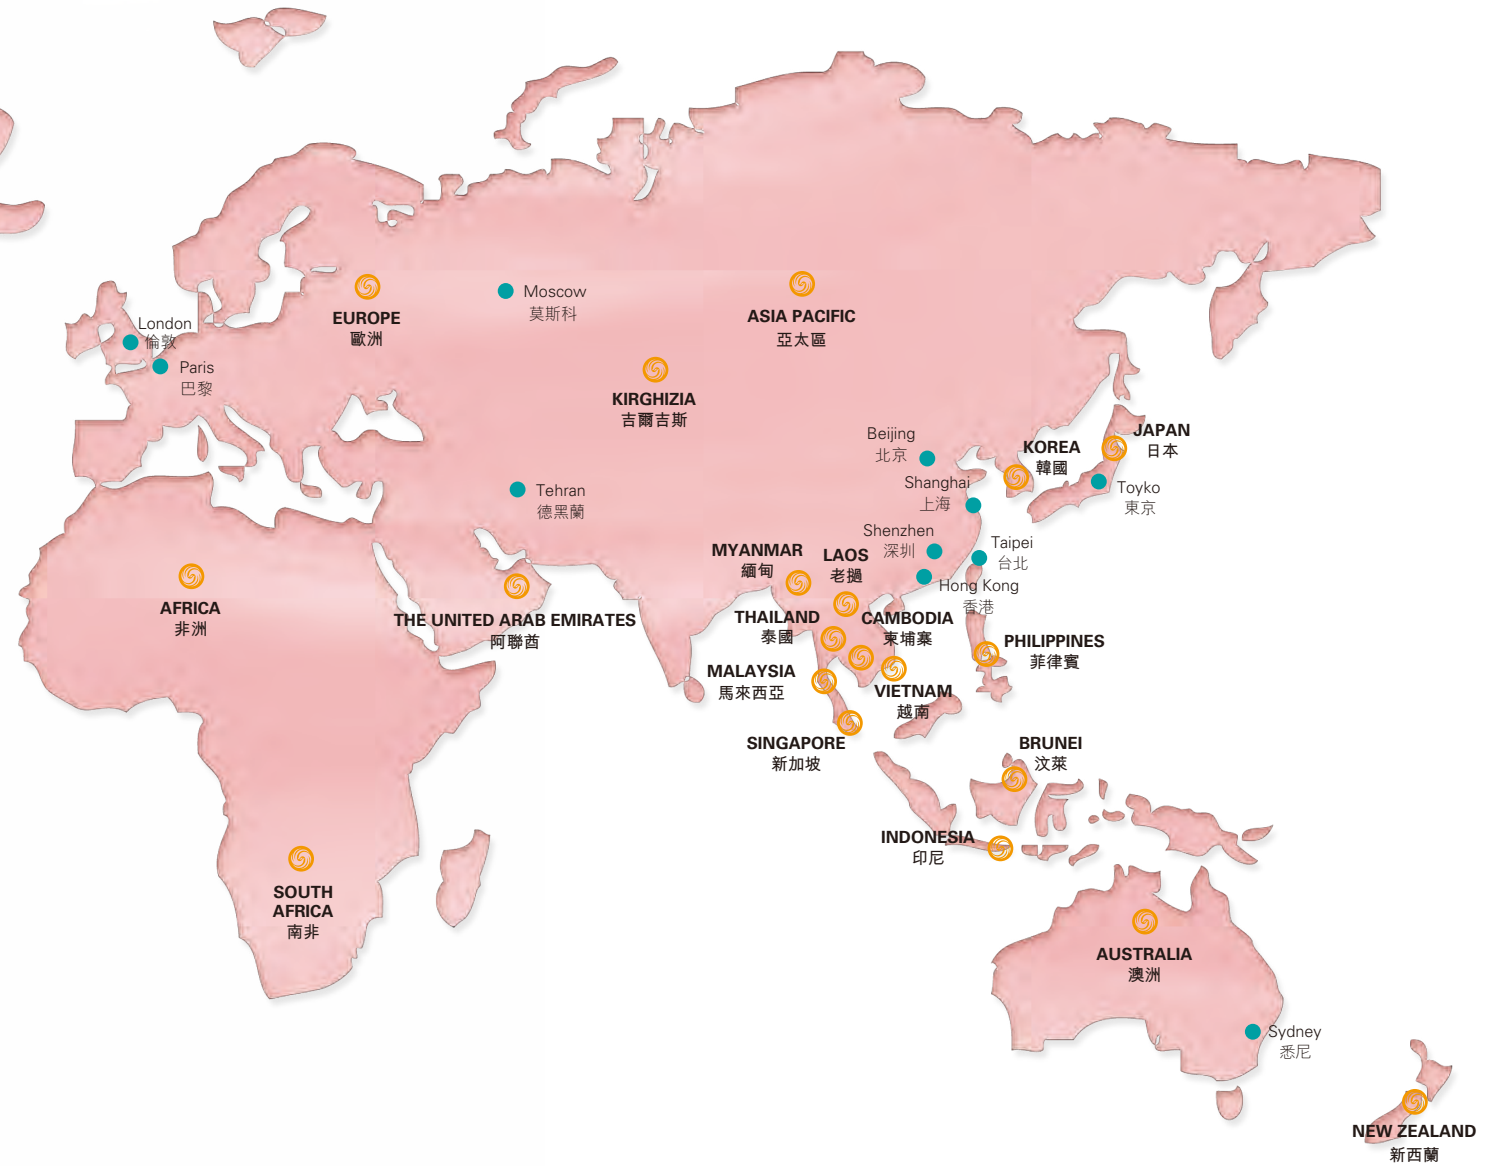 Moscow
莫斯科
EUROPE
歐洲
ASIA PACIFIC
亞太區
London
倫敦
Paris
巴黎
KIRGHIZIA
吉爾吉斯
Beijing
北京
KOREA
韓國
JAPAN
日本
Shanghai
上海
Toyko
東京
Tehran
德黑蘭
Shenzhen
深圳
Taipei
台北
MYANMAR
緬甸
LAOS
老撾
Hong Kong
香港
AFRICA
非洲
THE UNITED ARAB EMIRATES
阿聯酋
THAILAND
泰國
CAMBODIA
柬埔寨
PHILIPPINES
菲律賓
MALAYSIA
馬來西亞
VIETNAM
越南
SINGAPORE
新加坡
BRUNEI
汶萊
INDONESIA
印尼
SOUTH
AFRICA
南非
AUSTRALIA
澳洲
Sydney
悉尼
NEW ZEALAND
新西蘭